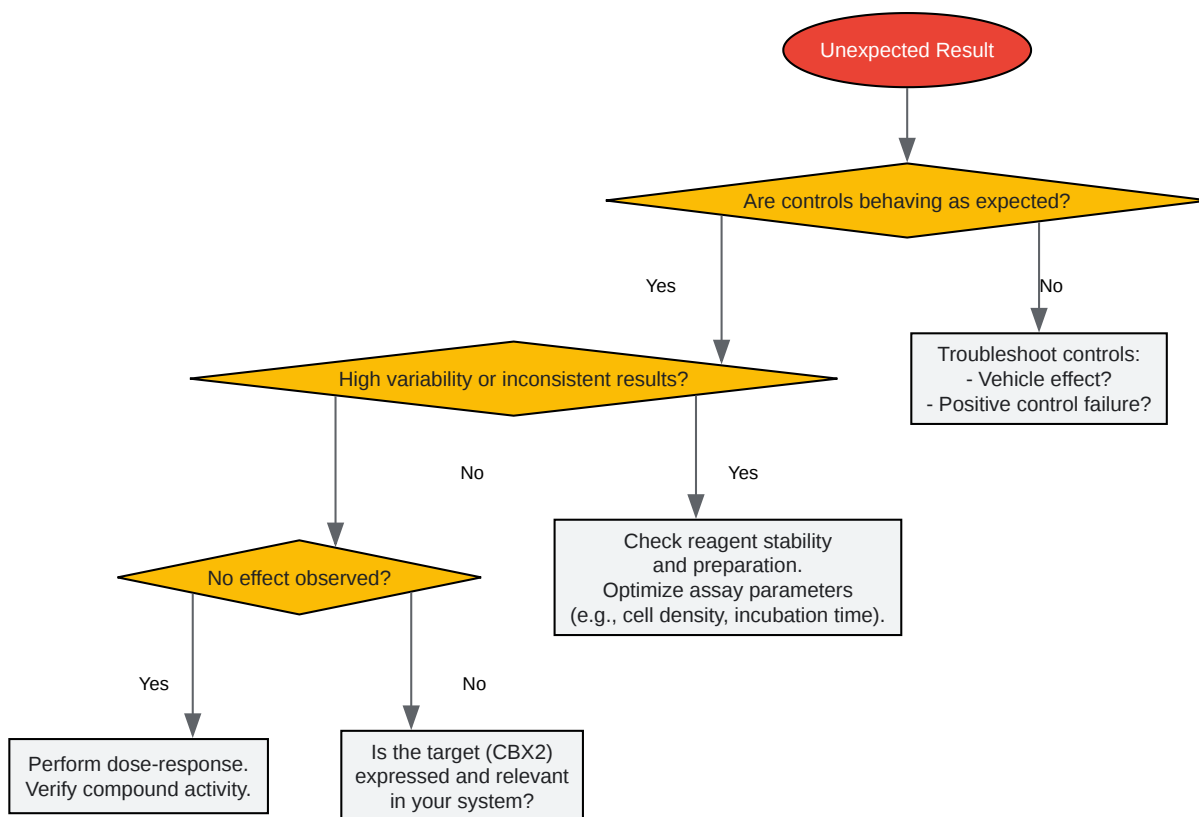 Unexpected Result
Are controls behaving as expected?
Yes
No
Troubleshoot controls:
- Vehicle effect?
- Positive control failure?
High variability or inconsistent results?
No
Yes
Check reagent stability
and preparation.
Optimize assay parameters
(e.g., cell density, incubation time).
No effect observed?
Yes
No
Perform dose-response.
Verify compound activity.
Is the target (CBX2)
expressed and relevant
in your system?